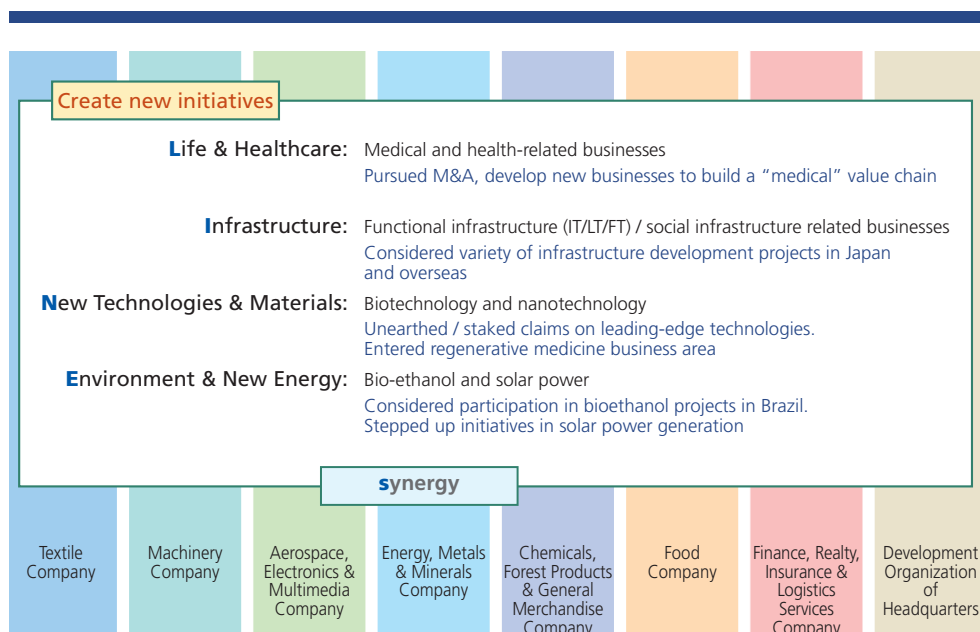 Create new initiatives
Life & Healthcare: Medical and health-related businesses
Pursued M&A, develop new businesses to build a “medical” value chain
Infrastructure: Functional infrastructure (IT/LT/FT) / social infrastructure related businesses
Considered variety of infrastructure development projects in Japan
and overseas
New Technologies & Materials: Biotechnology and nanotechnology
Unearthed / staked claims on leading-edge technologies.
Entered regenerative medicine business area
Environment & New Energy: Bio-ethanol and solar power
Considered participation in bioethanol projects in Brazil.
Stepped up initiatives in solar power generation
synergy
Textile
Company
Machinery
Company
Aerospace,
Electronics &
Multimedia
Company
Energy, Metals
& Minerals
Company
Chemicals,
Forest Products
& General
Merchandise
Company
Food
Company
Finance, Realty,
Insurance &
Logistics
Services
Company
Development
Organization
of
Headquarters